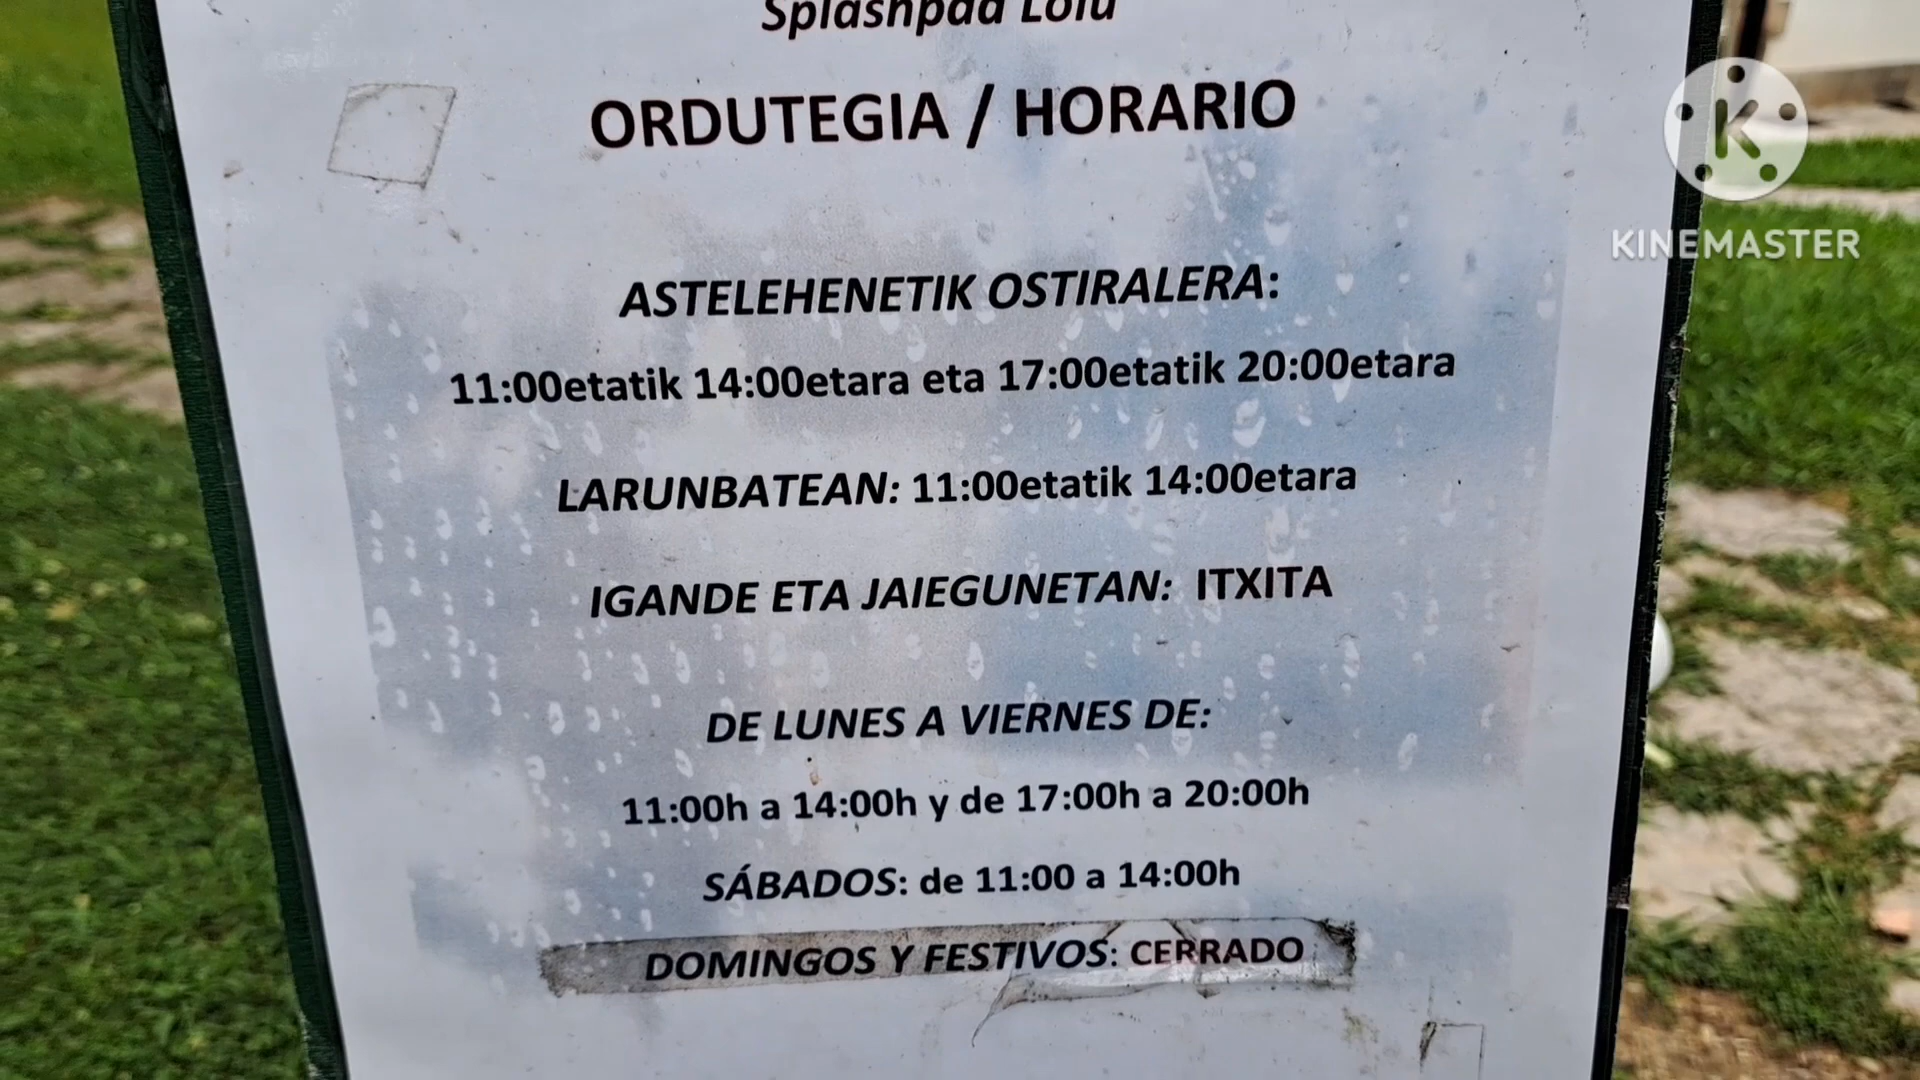 Splashpad Lolu
ORDUTEGIA / HORARIO
KINEMASTER
ASTELEHENETIK OSTIRALERA:
11:00etatik 14:00etara eta 17:00etatik 20:00etara
LARUNBATEAN: 11:00etatik 14:00etara
IGANDE ETA JAIEGUNETAN: ITXITA
DE LUNES A VIERNES DE:
11:00h a 14:00h y de 17:00h a 20:00h
SÁBADOS: de 11:00 a 14:00h
DOMINGOS Y FESTIVOS: CERRADO